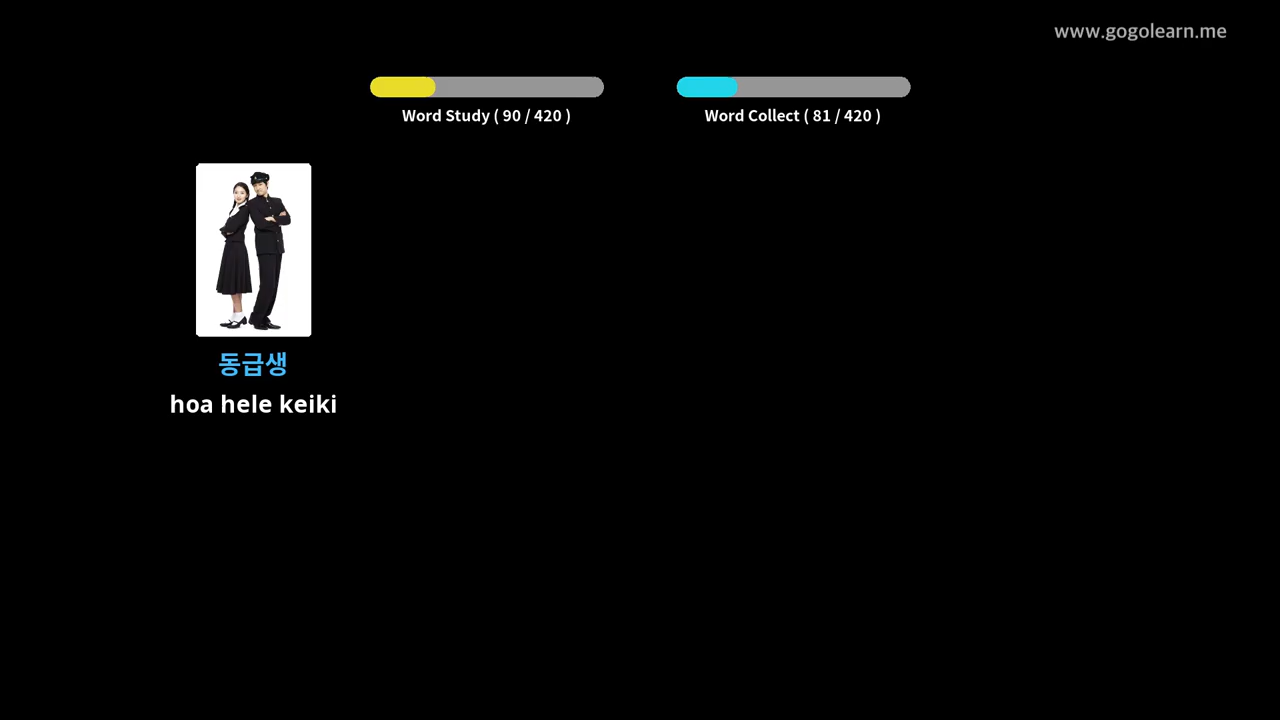 www.gogolearn.me
Word Study ( 90 / 420 )
Word Collect ( 81 / 420 )
동급생
hoa hele keiki